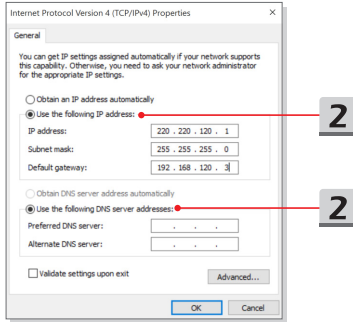 Internet Protocol Version 4 (TCP/IPv4) Properties
General
You can get IP settings assigned automatically if your network supports
this capability. Otherwise, you need to ask your network administrator
for the appropriate IP settings.
Obtain an IP address automatically
Use the following IP address:
2
IP address: 220 . 220 . 120 . 1
Subnet mask: 255 . 255 . 255 . 0
Default gateway: 192 . 168 . 120 . 3
Obtain DNS server address automatically
Use the following DNS server addresses:
2
Preferred DNS server: . . .
Alternate DNS server: . . .
Validate settings upon exit
Advanced...
OK Cancel